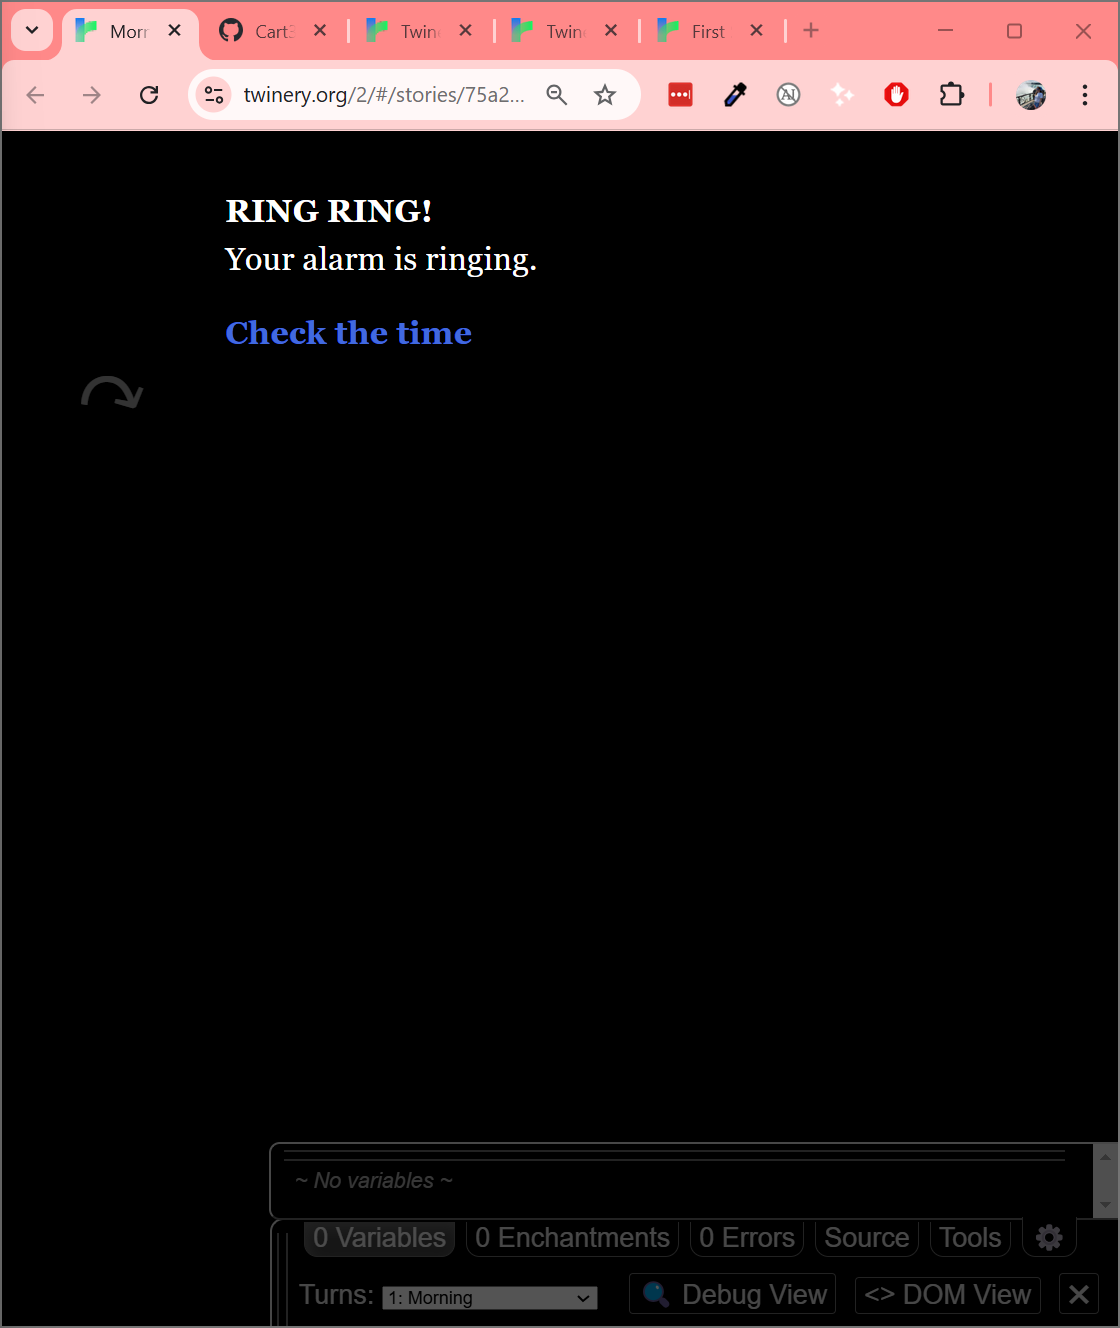 Morr
Cart3
Twin
Twin
First
twinery.org/2/#/stories/75a2...
RING RING!
Your alarm is ringing.
Check the time
~ No variables ~
0 Variables
0 Enchantments
0 Errors
Source
Tools
Turns: 1: Morning
Debug View
<> DOM View